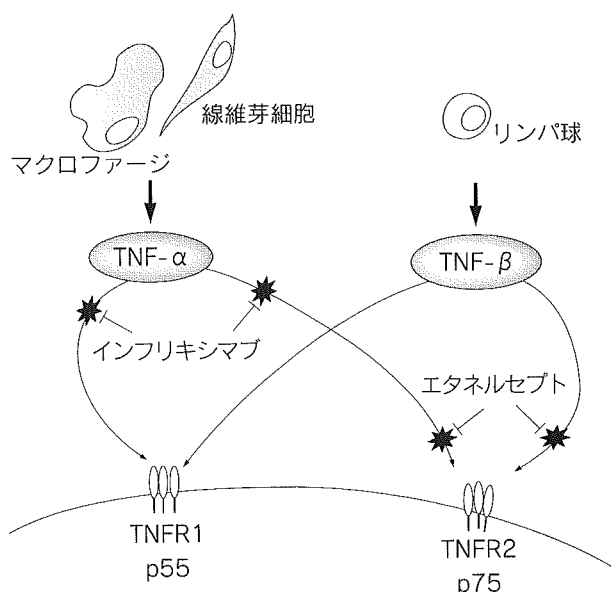 線維芽細胞
マクロファージ
リンパ球
TNF-α
TNF-β
インフリキシマブ
エタネルセプト
TNFR1
p55
TNFR2
p75